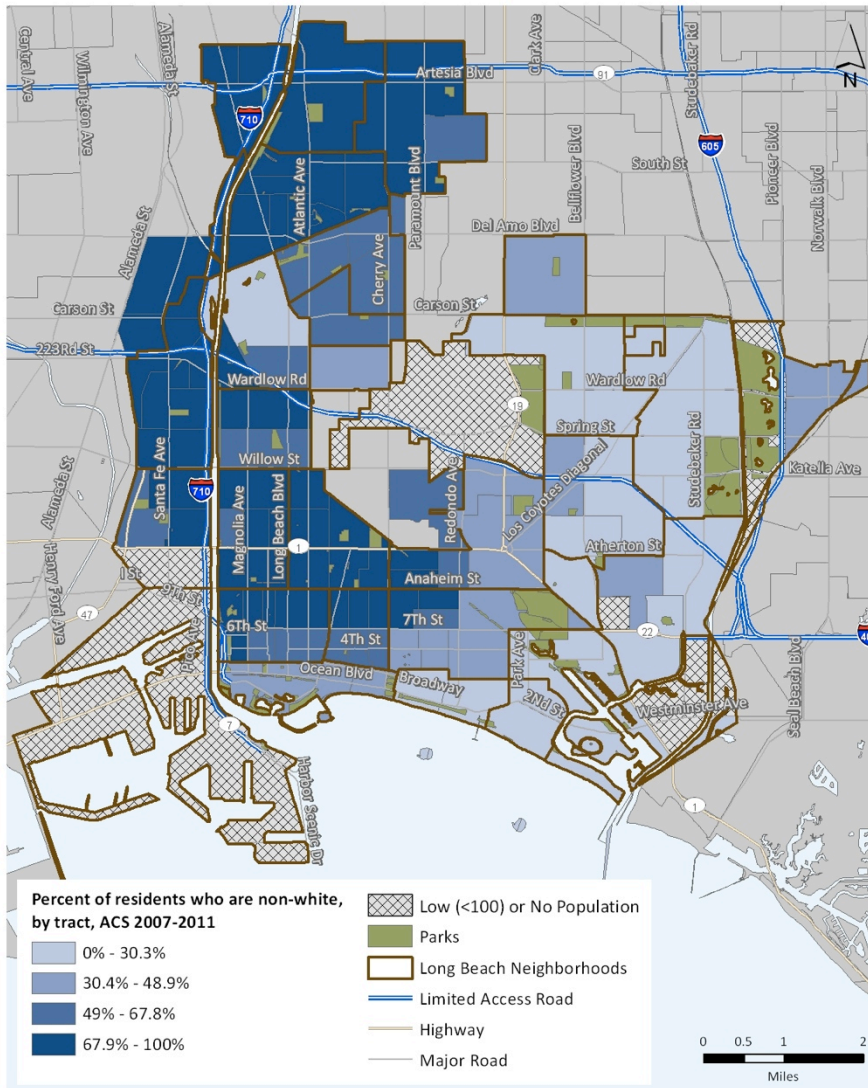 Central Ave
Wilmington Ave
Alameda St
710
Artesia Blvd
Clark Ave
91
Studebaker Rd
N
605
South St
Pioneer Blvd
Norwalk Blvd
Atlantic Ave
Paramount Blvd
Bellflower Blvd
Alameda St
Del Amo Blvd
Cherry Ave
Carson St
Carson St
223Rd St
Wardlow Rd
Wardlow Rd
19
Spring St
Willow St
Santa Fe Ave
710
Alameda St
Studebaker Rd
Katella Ave
Redondo Ave
Los Coyotes Diagonal
Magnolia Ave
Long Beach Blvd
1
Atherton St
Henry Ford Ave
I St
9Th St
Anaheim St
47
6Th St
7Th St
4Th St
22
Pico Ave
Park Ave
Ocean Blvd
Broadway
2Nd St
Westminster Ave
Seal Beach Blvd
7
Harbor Scenic Dr
1
Percent of residents who are non-white,
by tract, ACS 2007-2011
0% - 30.3%
30.4% - 48.9%
49% - 67.8%
67.9% - 100%
Low (<100) or No Population
Parks
Long Beach Neighborhoods
Limited Access Road
Highway
Major Road
0 0.5 1 2
Miles